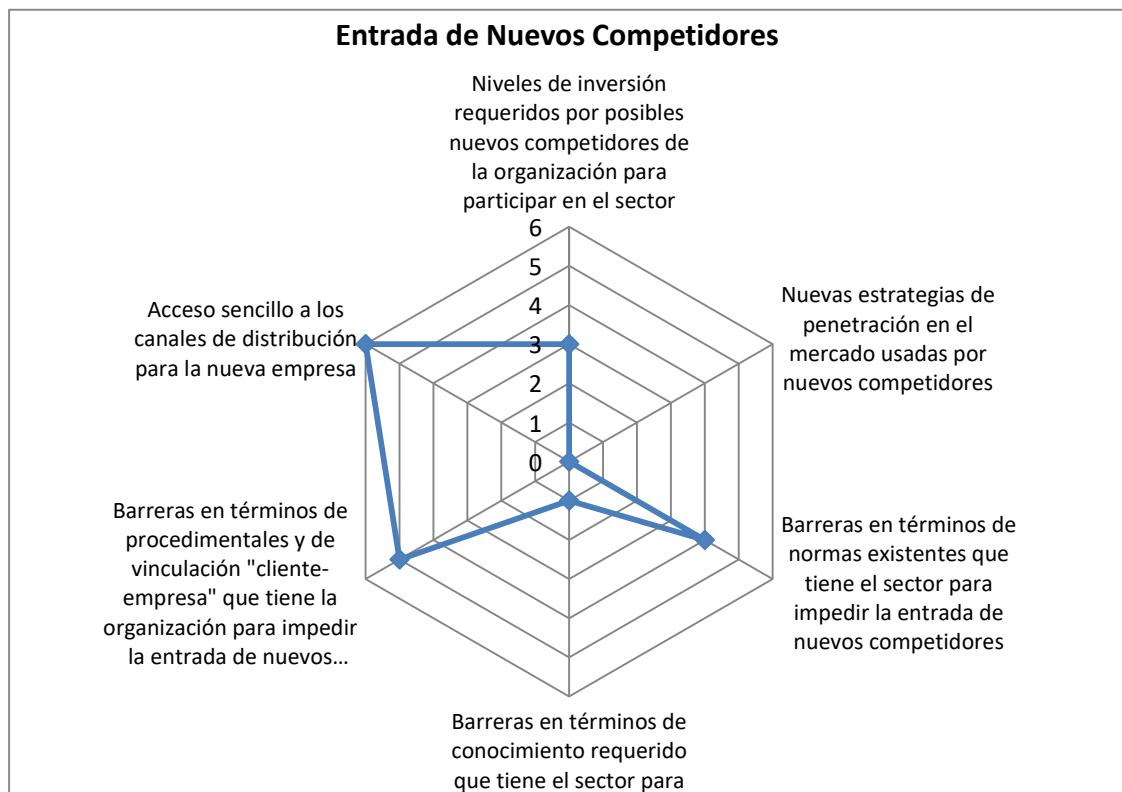 Entrada de Nuevos Competidores
Niveles de inversión
requeridos por posibles
nuevos competidores de
la organización para
participar en el sector
6
5
4
3
2
1
0
Nuevas estrategias de
penetración en el
mercado usadas por
nuevos competidores
Barreras en términos de
normas existentes que
tiene el sector para
impedir la entrada de
nuevos competidores
Barreras en términos de
conocimiento requerido
que tiene el sector para
Barreras en términos de
procedimentales y de
vinculación "cliente-
empresa" que tiene la
organización para impedir
la entrada de nuevos...
Acceso sencillo a los
canales de distribución
para la nueva empresa